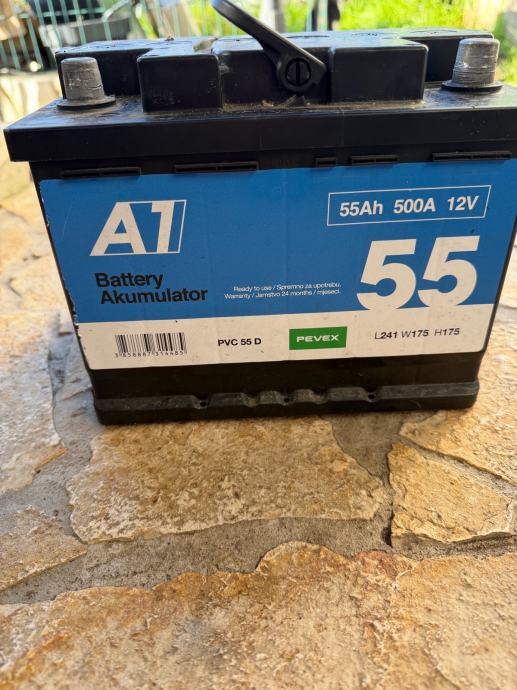 A1
55Ah 500A 12V
55
Battery
Akumulator
Ready to use / Spremno za upotrebu.
Warranty / Jamstvo 24 months / mjeseci.
3858887314485
PVC 55 D
PEVEX
L241 W175 H175